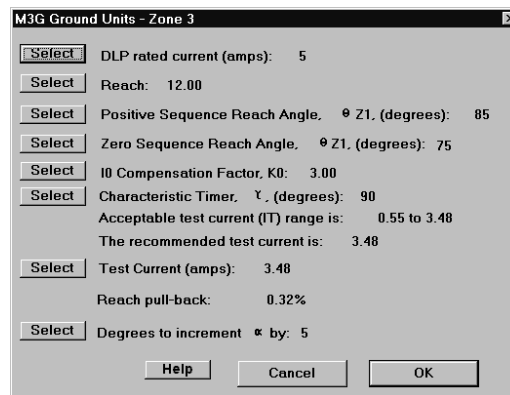 M3G Ground Units - Zone 3
Select DLP rated current (amps): 5
Select Reach: 12.00
Select Positive Sequence Reach Angle, θ Z1, (degrees): 85
Select Zero Sequence Reach Angle, θ Z1, (degrees): 75
Select I0 Compensation Factor, K0: 3.00
Select Characteristic Timer, ϒ, (degrees): 90
Acceptable test current (IT) range is: 0.55 to 3.48
The recommended test current is: 3.48
Select Test Current (amps): 3.48
Reach pull-back: 0.32%
Select Degrees to increment α by: 5
Help Cancel OK